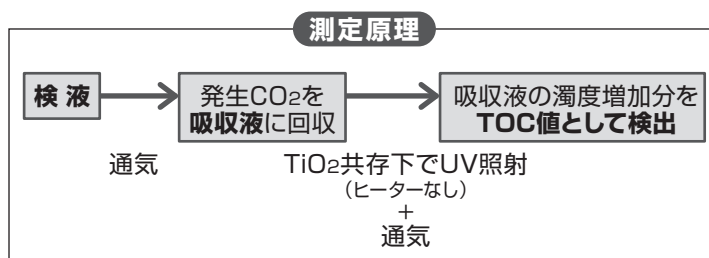 測定原理
検液
発生CO2を
吸収液に回収
吸収液の濁度増加分を
TOC値として検出
通気
TiO2共存下でUV照射
（ヒーターなし）
+
通気